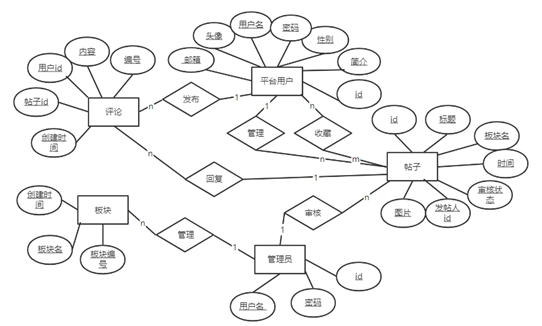 用户名
头像
密码
性别
内容
邮箱
简介
用户id
编号
平台用户
id
帖子id
评论
n
发布
1
1
n
id
标题
创建时
间
管理
收藏
板块名
n
n
m
帖子
时间
回复
1
审核状
态
创建时
间
板块
n
审核
n
图片
发帖人
id
管理
1
1
板块名
板块编
号
管理员
id
用户名
密码